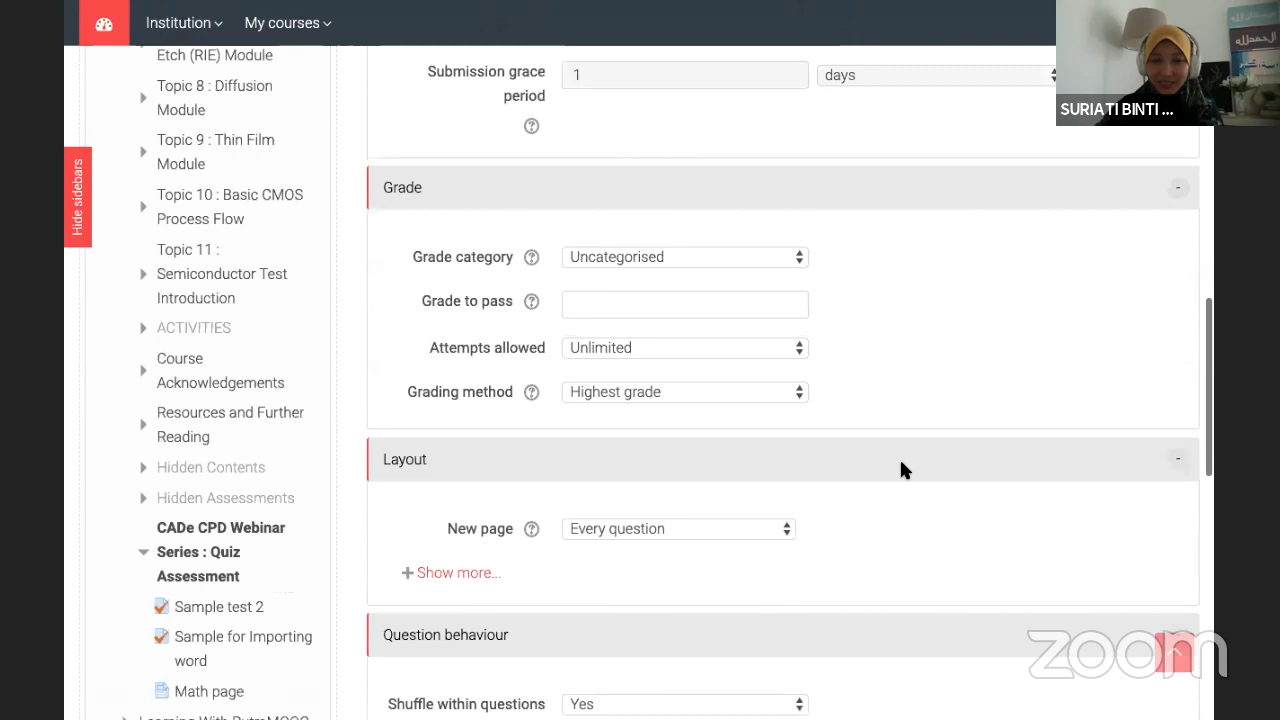 Institution
My courses
SURIATI BINTI ...
Hide sidebars
Etch (RIE) Module
Topic 8 : Diffusion
Module
Topic 9 : Thin Film
Module
Topic 10 : Basic CMOS
Process Flow
Topic 11 :
Semiconductor Test
Introduction
ACTIVITIES
Course
Acknowledgements
Resources and Further
Reading
Hidden Contents
Hidden Assessments
CADe CPD Webinar
Series : Quiz
Assessment
Sample test 2
Sample for Importing
word
Math page
Submission grace
period
1
days
Grade
-
Grade category
Uncategorised
Grade to pass
Attempts allowed
Unlimited
Grading method
Highest grade
Layout
-
New page
Every question
Show more...
Question behaviour
Shuffle within questions
Yes
zoom